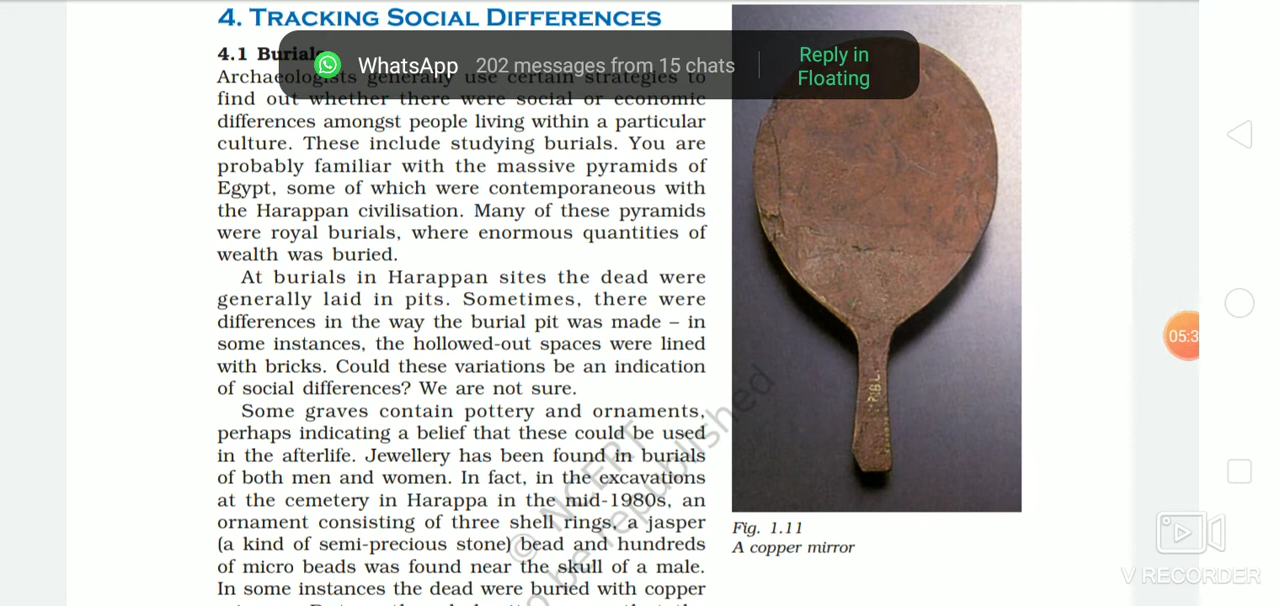 4. TRACKING SOCIAL DIFFERENCES
4.1 Burials
WhatsApp 202 messages from 15 chats
Reply in
Floating
Archaeologists generally use certain strategies to
find out whether there were social or economic
differences amongst people living within a particular
culture. These include studying burials. You are
probably familiar with the massive pyramids of
Egypt, some of which were contemporaneous with
the Harappan civilisation. Many of these pyramids
were royal burials, where enormous quantities of
wealth was buried.
At burials in Harappan sites the dead were
generally laid in pits. Sometimes, there were
differences in the way the burial pit was made – in
some instances, the hollowed-out spaces were lined
with bricks. Could these variations be an indication
of social differences? We are not sure.
Some graves contain pottery and ornaments,
perhaps indicating a belief that these could be used
in the afterlife. Jewellery has been found in burials
of both men and women. In fact, in the excavations
at the cemetery in Harappa in the mid-1980s, an
ornament consisting of three shell rings, a jasper
(a kind of semi-precious stone) bead and hundreds
of micro beads was found near the skull of a male.
In some instances the dead were buried with copper
© NCERT
be republished
Fig. 1.11
A copper mirror
05:3
V RECORDER